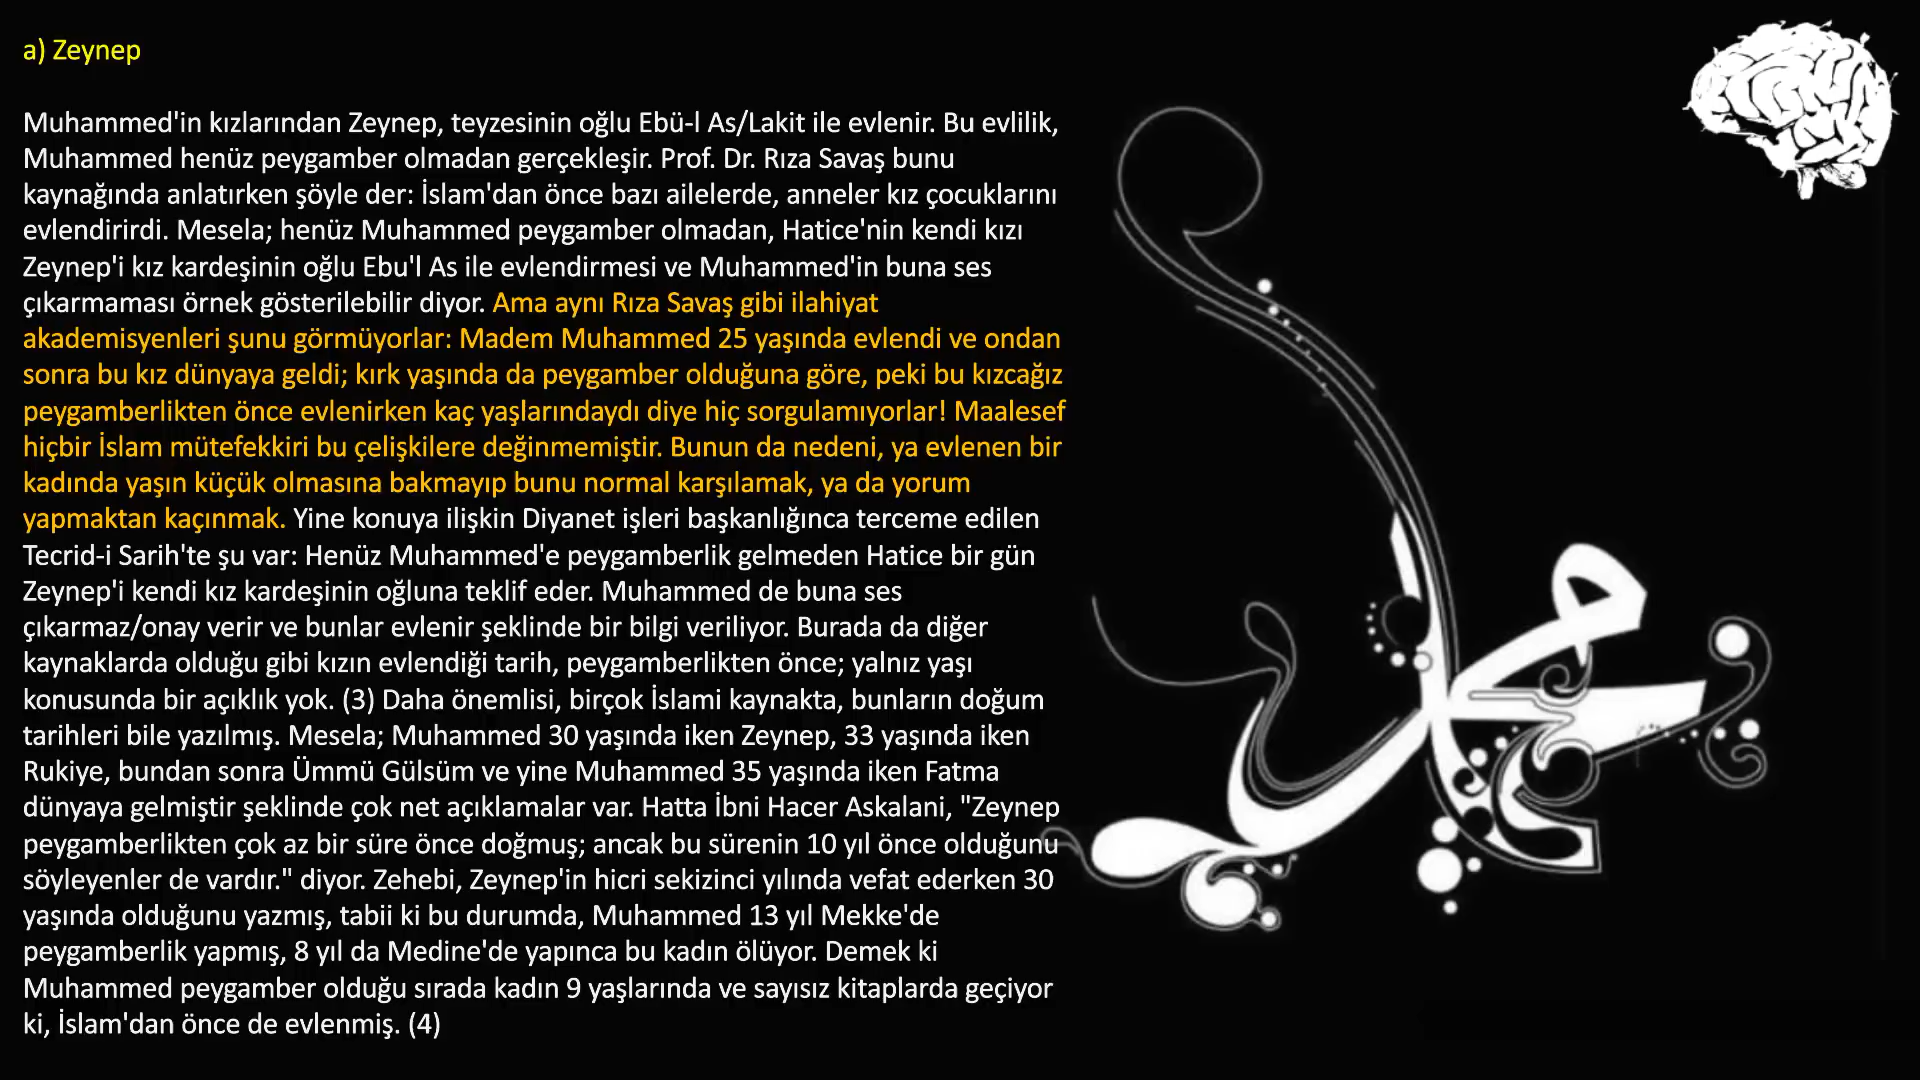 a) Zeynep
Muhammed'in kızlarından Zeynep, teyzesinin oğlu Ebü-l As/Lakit ile evlenir. Bu evlilik,
Muhammed henüz peygamber olmadan gerçekleşir. Prof. Dr. Rıza Savaş bunu
kaynağında anlatırken şöyle der: İslam'dan önce bazı ailelerde, anneler kız çocuklarını
evlendirirdi. Mesela; henüz Muhammed peygamber olmadan, Hatice'nin kendi kızı
Zeynep'i kız kardeşinin oğlu Ebu'l As ile evlendirmesi ve Muhammed'in buna ses
çıkarmaması örnek gösterilebilir diyor. Ama aynı Rıza Savaş gibi ilahiyat
akademisyenleri şunu görmüyorlar: Madem Muhammed 25 yaşında evlendi ve ondan
sonra bu kız dünyaya geldi; kırk yaşında da peygamber olduğuna göre, peki bu kızcağız
peygamberlikten önce evlenirken kaç yaşlarındaydı diye hiç sorgulamıyorlar! Maalesef
hiçbir İslam mütefekkiri bu çelişkilere değinmemiştir. Bunun da nedeni, ya evlenen bir
kadında yaşın küçük olmasına bakmayıp bunu normal karşılamak, ya da yorum
yapmaktan kaçınmak. Yine konuya ilişkin Diyanet işleri başkanlığınca terceme edilen
Tecrid-i Sarih'te şu var: Henüz Muhammed'e peygamberlik gelmeden Hatice bir gün
Zeynep'i kendi kız kardeşinin oğluna teklif eder. Muhammed de buna ses
çıkarmaz/onay verir ve bunlar evlenir şeklinde bir bilgi veriliyor. Burada da diğer
kaynaklarda olduğu gibi kızın evlendiği tarih, peygamberlikten önce; yalnız yaşı
konusunda bir açıklık yok. (3) Daha önemlisi, birçok İslami kaynakta, bunların doğum
tarihleri bile yazılmış. Mesela; Muhammed 30 yaşında iken Zeynep, 33 yaşında iken
Rukiye, bundan sonra Ümmü Gülsüm ve yine Muhammed 35 yaşında iken Fatma
dünyaya gelmiştir şeklinde çok net açıklamalar var. Hatta İbni Hacer Askalani, "Zeynep
peygamberlikten çok az bir süre önce doğmuş; ancak bu sürenin 10 yıl önce olduğunu
söyleyenler de vardır." diyor. Zehebi, Zeynep'in hicri sekizinci yılında vefat ederken 30
yaşında olduğunu yazmış, tabii ki bu durumda, Muhammed 13 yıl Mekke'de
peygamberlik yapmış, 8 yıl da Medine'de yapınca bu kadın ölüyor. Demek ki
Muhammed peygamber olduğu sırada kadın 9 yaşlarında ve sayısız kitaplarda geçiyor
ki, İslam'dan önce de evlenmiş. (4)
محمد